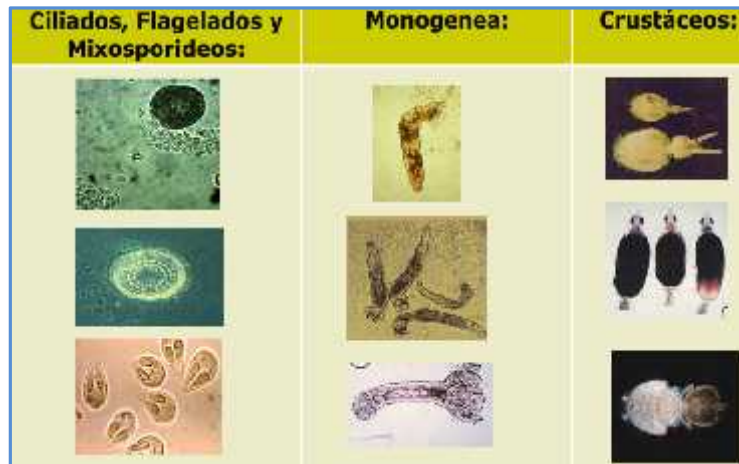 Ciliados, Flagelados y
Mixosporideos:
Monogenea:
Crustáceos: